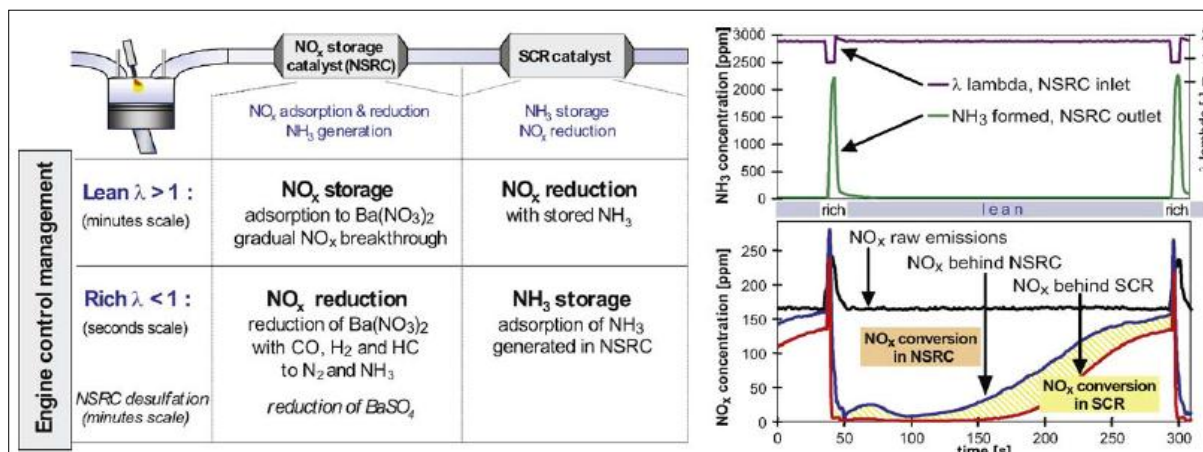 NOx storage
catalyst (NSRC)
SCR catalyst
NOx adsorption & reduction
NH3 generation
NH3 storage
NOx reduction
Engine control management
Lean λ > 1 :
(minutes scale)
NOx storage
adsorption to Ba(NO3)2
gradual NOx breakthrough
NOx reduction
with stored NH3
Rich λ < 1 :
(seconds scale)
NOx reduction
reduction of Ba(NO3)2
with CO, H2 and HC
to N2 and NH3
NH3 storage
adsorption of NH3
generated in NSRC
NSRC desulfation
(minutes scale)
reduction of BaSO4
NH3 concentration [ppm]
3000
2500
2000
1500
1000
500
0
λ lambda, NSRC inlet
NH3 formed, NSRC outlet
rich
lean
rich
NOx concentration [ppm]
250
200
150
100
50
0
NOx raw emissions
NOx behind NSRC
NOx behind SCR
NOx conversion
in NSRC
NOx conversion
in SCR
0
50
100
150
200
250
300
time [s]